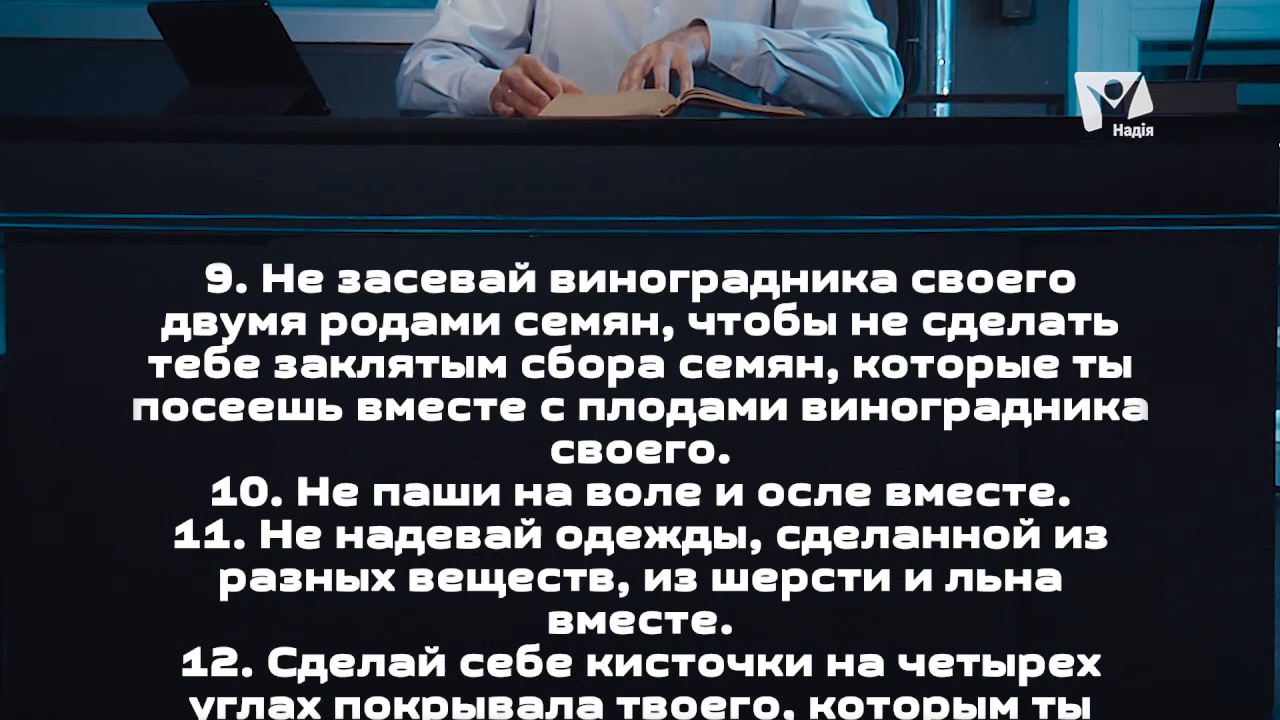 Надія
9. Не засевай виноградника своего
двумя родами семян, чтобы не сделать
тебе заклятым сбора семян, которые ты
посеешь вместе с плодами виноградника
своего.
10. Не паши на воле и осле вместе.
11. Не надевай одежды, сделанной из
разных веществ, из шерсти и льна
вместе.
12. Сделай себе кисточки на четырех
углах покрывала твоего, которым ты